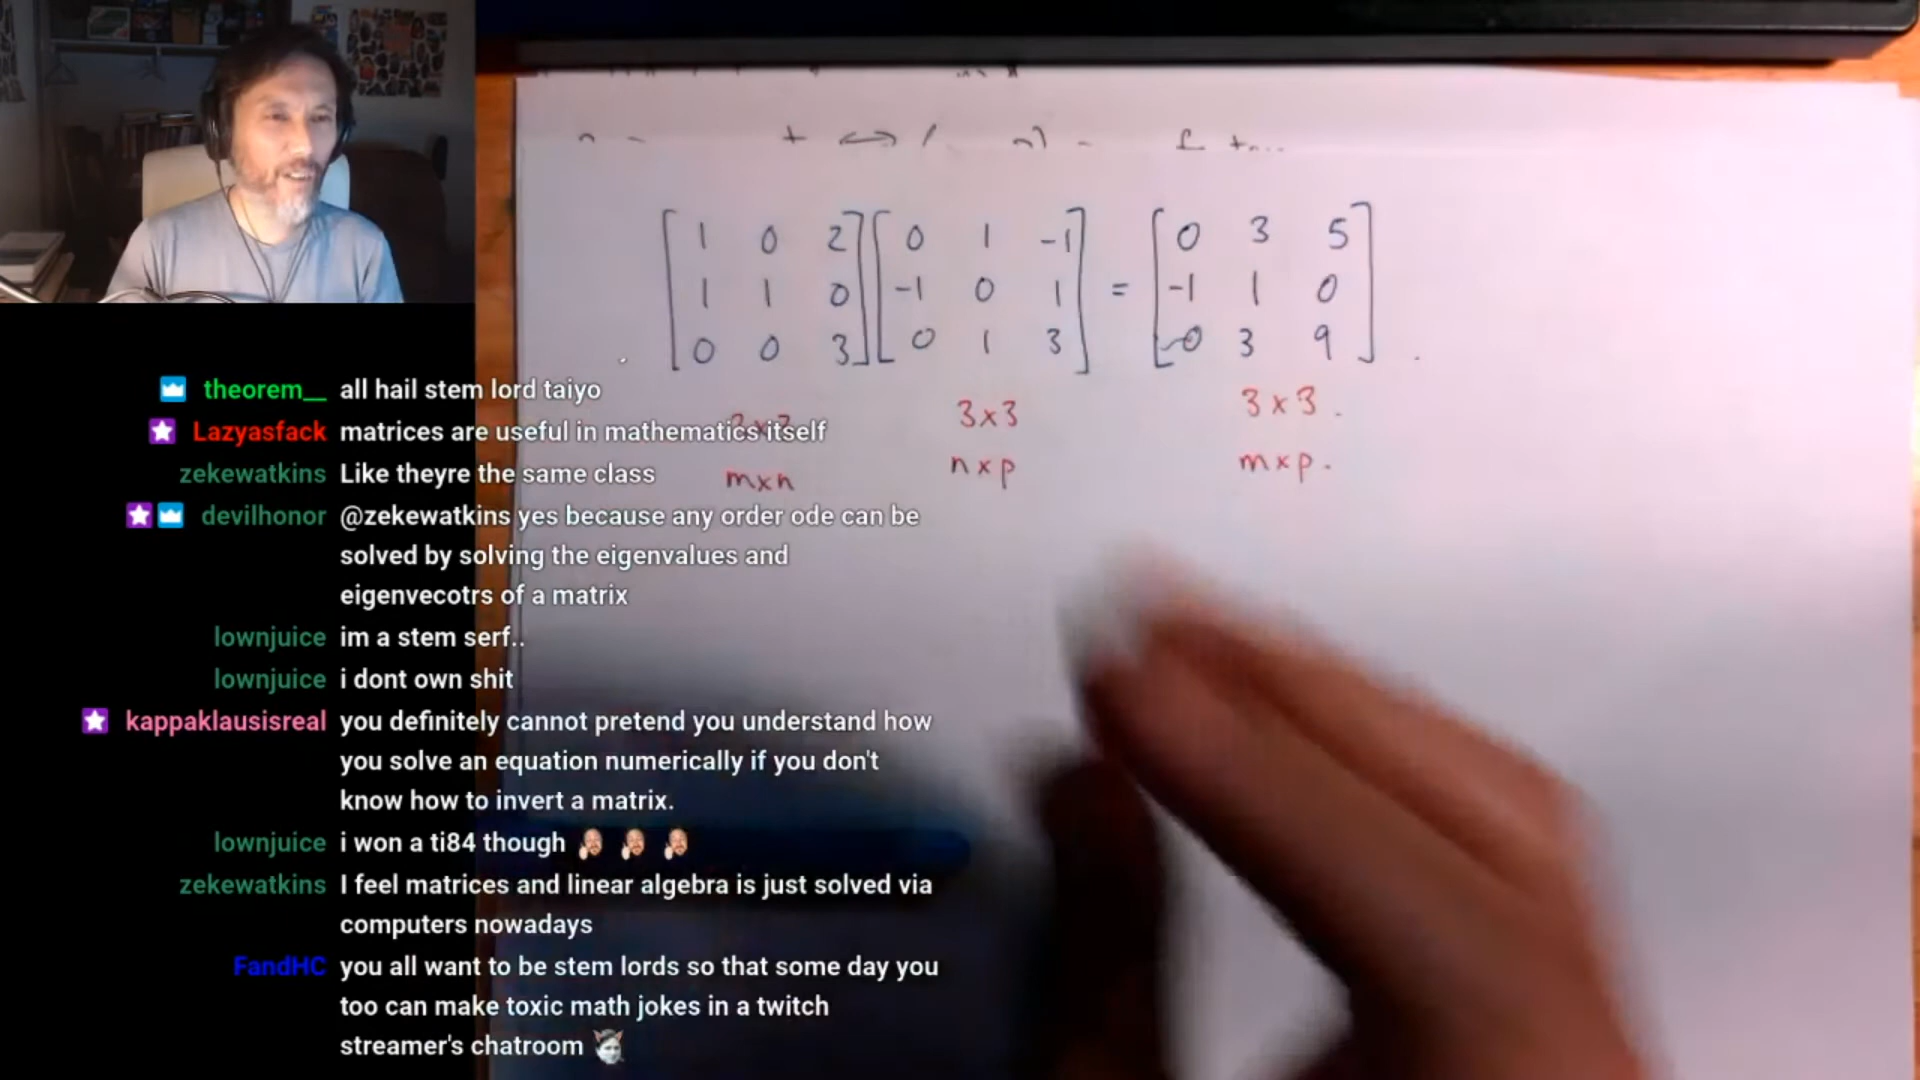 [1 0 2][0 1 -1] [0 3 5]
[1 1 0][-1 0 1] = [-1 1 0]
[0 0 3][0 1 3] [0 3 9]
3x3 3x3.
mxn nxp mxp.
theorem__ all hail stem lord taiyo
Lazyasfack matrices are useful in mathematics itself
zekewatkins Like theyre the same class
devilhonor @zekewatkins yes because any order ode can be
solved by solving the eigenvalues and
eigenvecotrs of a matrix
lownjuice im a stem serf..
lownjuice i dont own shit
kappaklausisreal you definitely cannot pretend you understand how
you solve an equation numerically if you don't
know how to invert a matrix.
lownjuice i won a ti84 though
zekewatkins I feel matrices and linear algebra is just solved via
computers nowadays
FandHC you all want to be stem lords so that some day you
too can make toxic math jokes in a twitch
streamer's chatroom